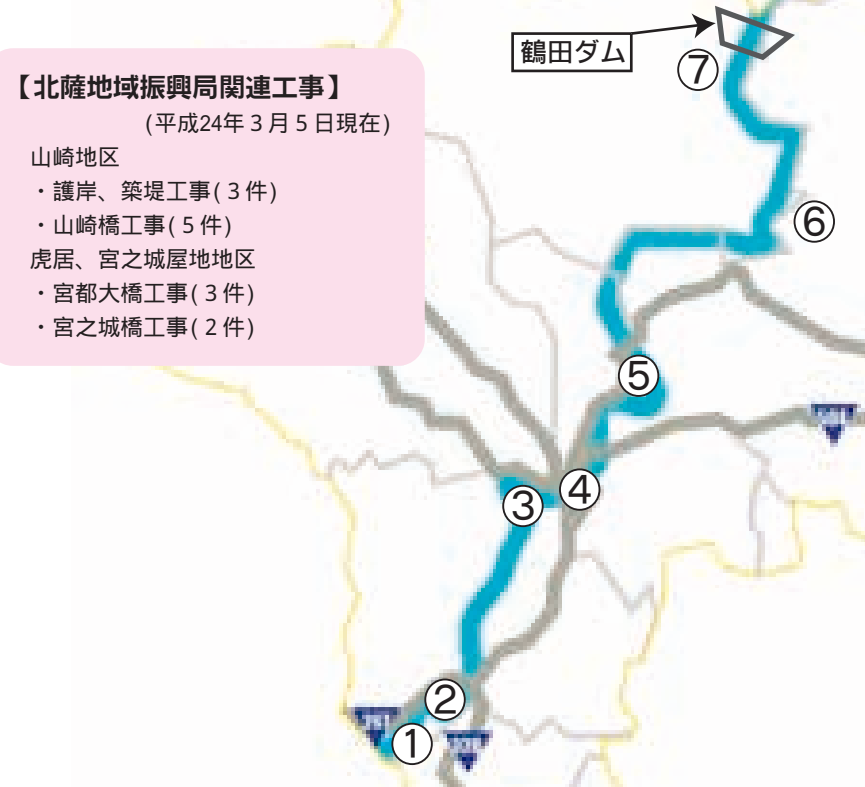 【北薩地域振興局関連工事】
(平成24年３月５日現在)
山崎地区
・護岸、築堤工事(３件)
・山崎橋工事(５件)
虎居、宮之城屋地地区
・宮都大橋工事(３件)
・宮之城橋工事(２件)
鶴田ダム
⑦
⑥
⑤
④
③
②
①